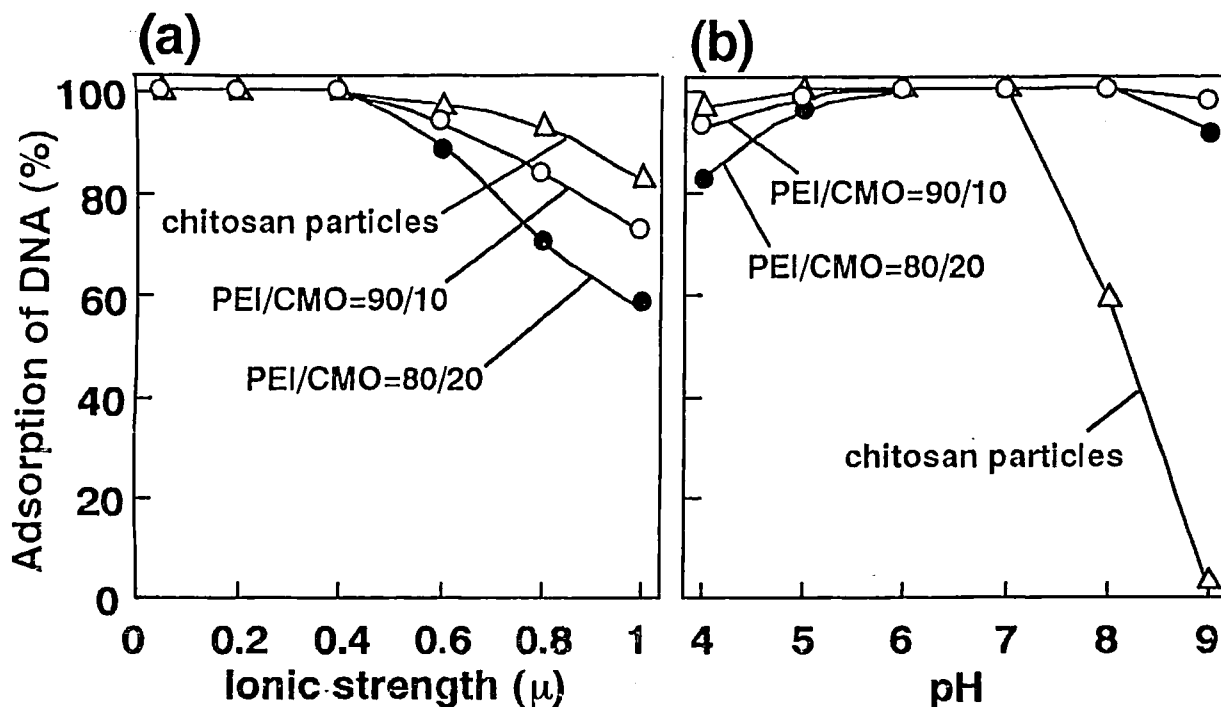 (a)
Adsorption of DNA (%)
100
80
60
40
20
0
chitosan particles
PEI/CMO=90/10
PEI/CMO=80/20
0 0.2 0.4 0.6 0.8 1
Ionic strength (μ)
(b)
PEI/CMO=90/10
PEI/CMO=80/20
chitosan particles
4 5 6 7 8 9
pH